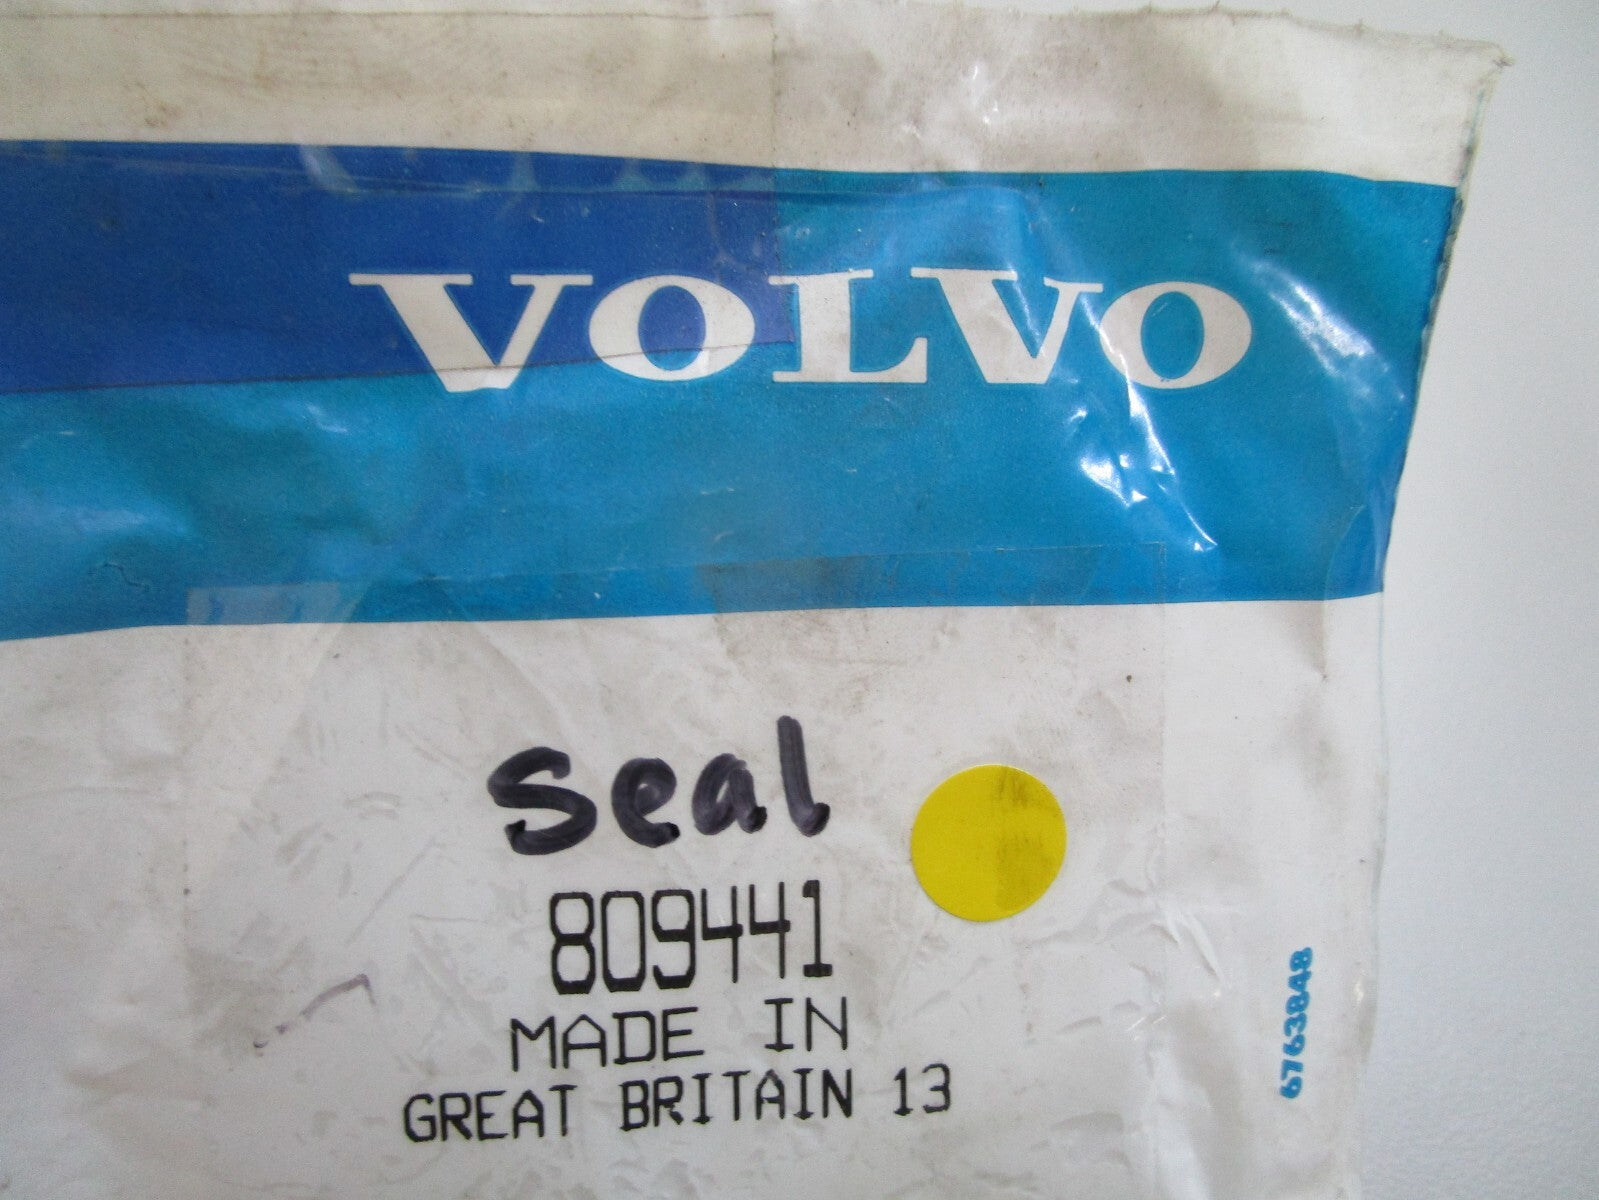 VOLVO
seal
809441
MADE IN
GREAT BRITAIN 13
6763848